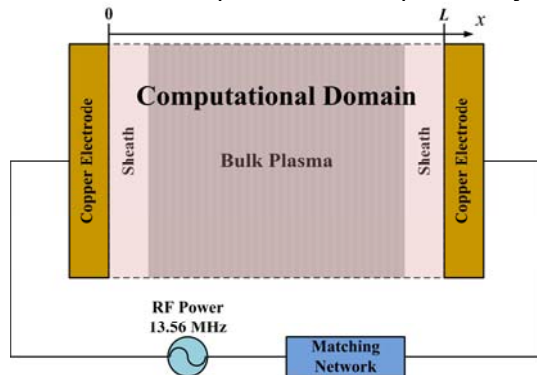 0
L
x
Computational Domain
Copper Electrode
Sheath
Bulk Plasma
Sheath
Copper Electrode
RF Power
13.56 MHz
Matching
Network